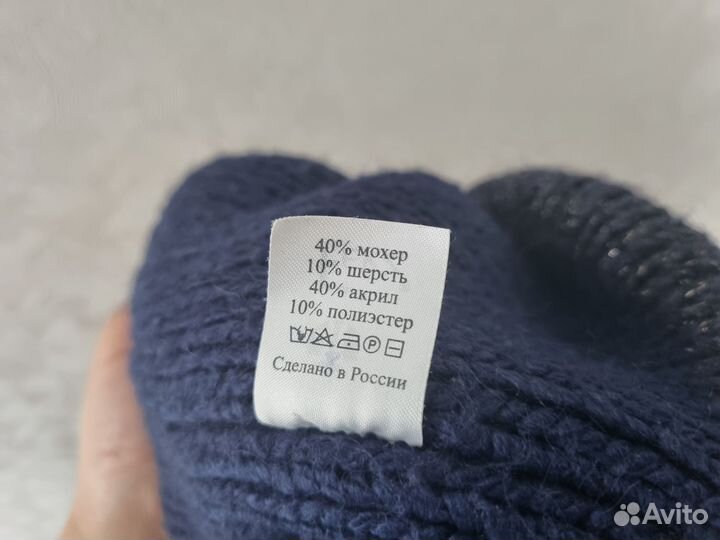 40% мохер
10% шерсть
40% акрил
10% полиэстер
Сделано в России
Avito